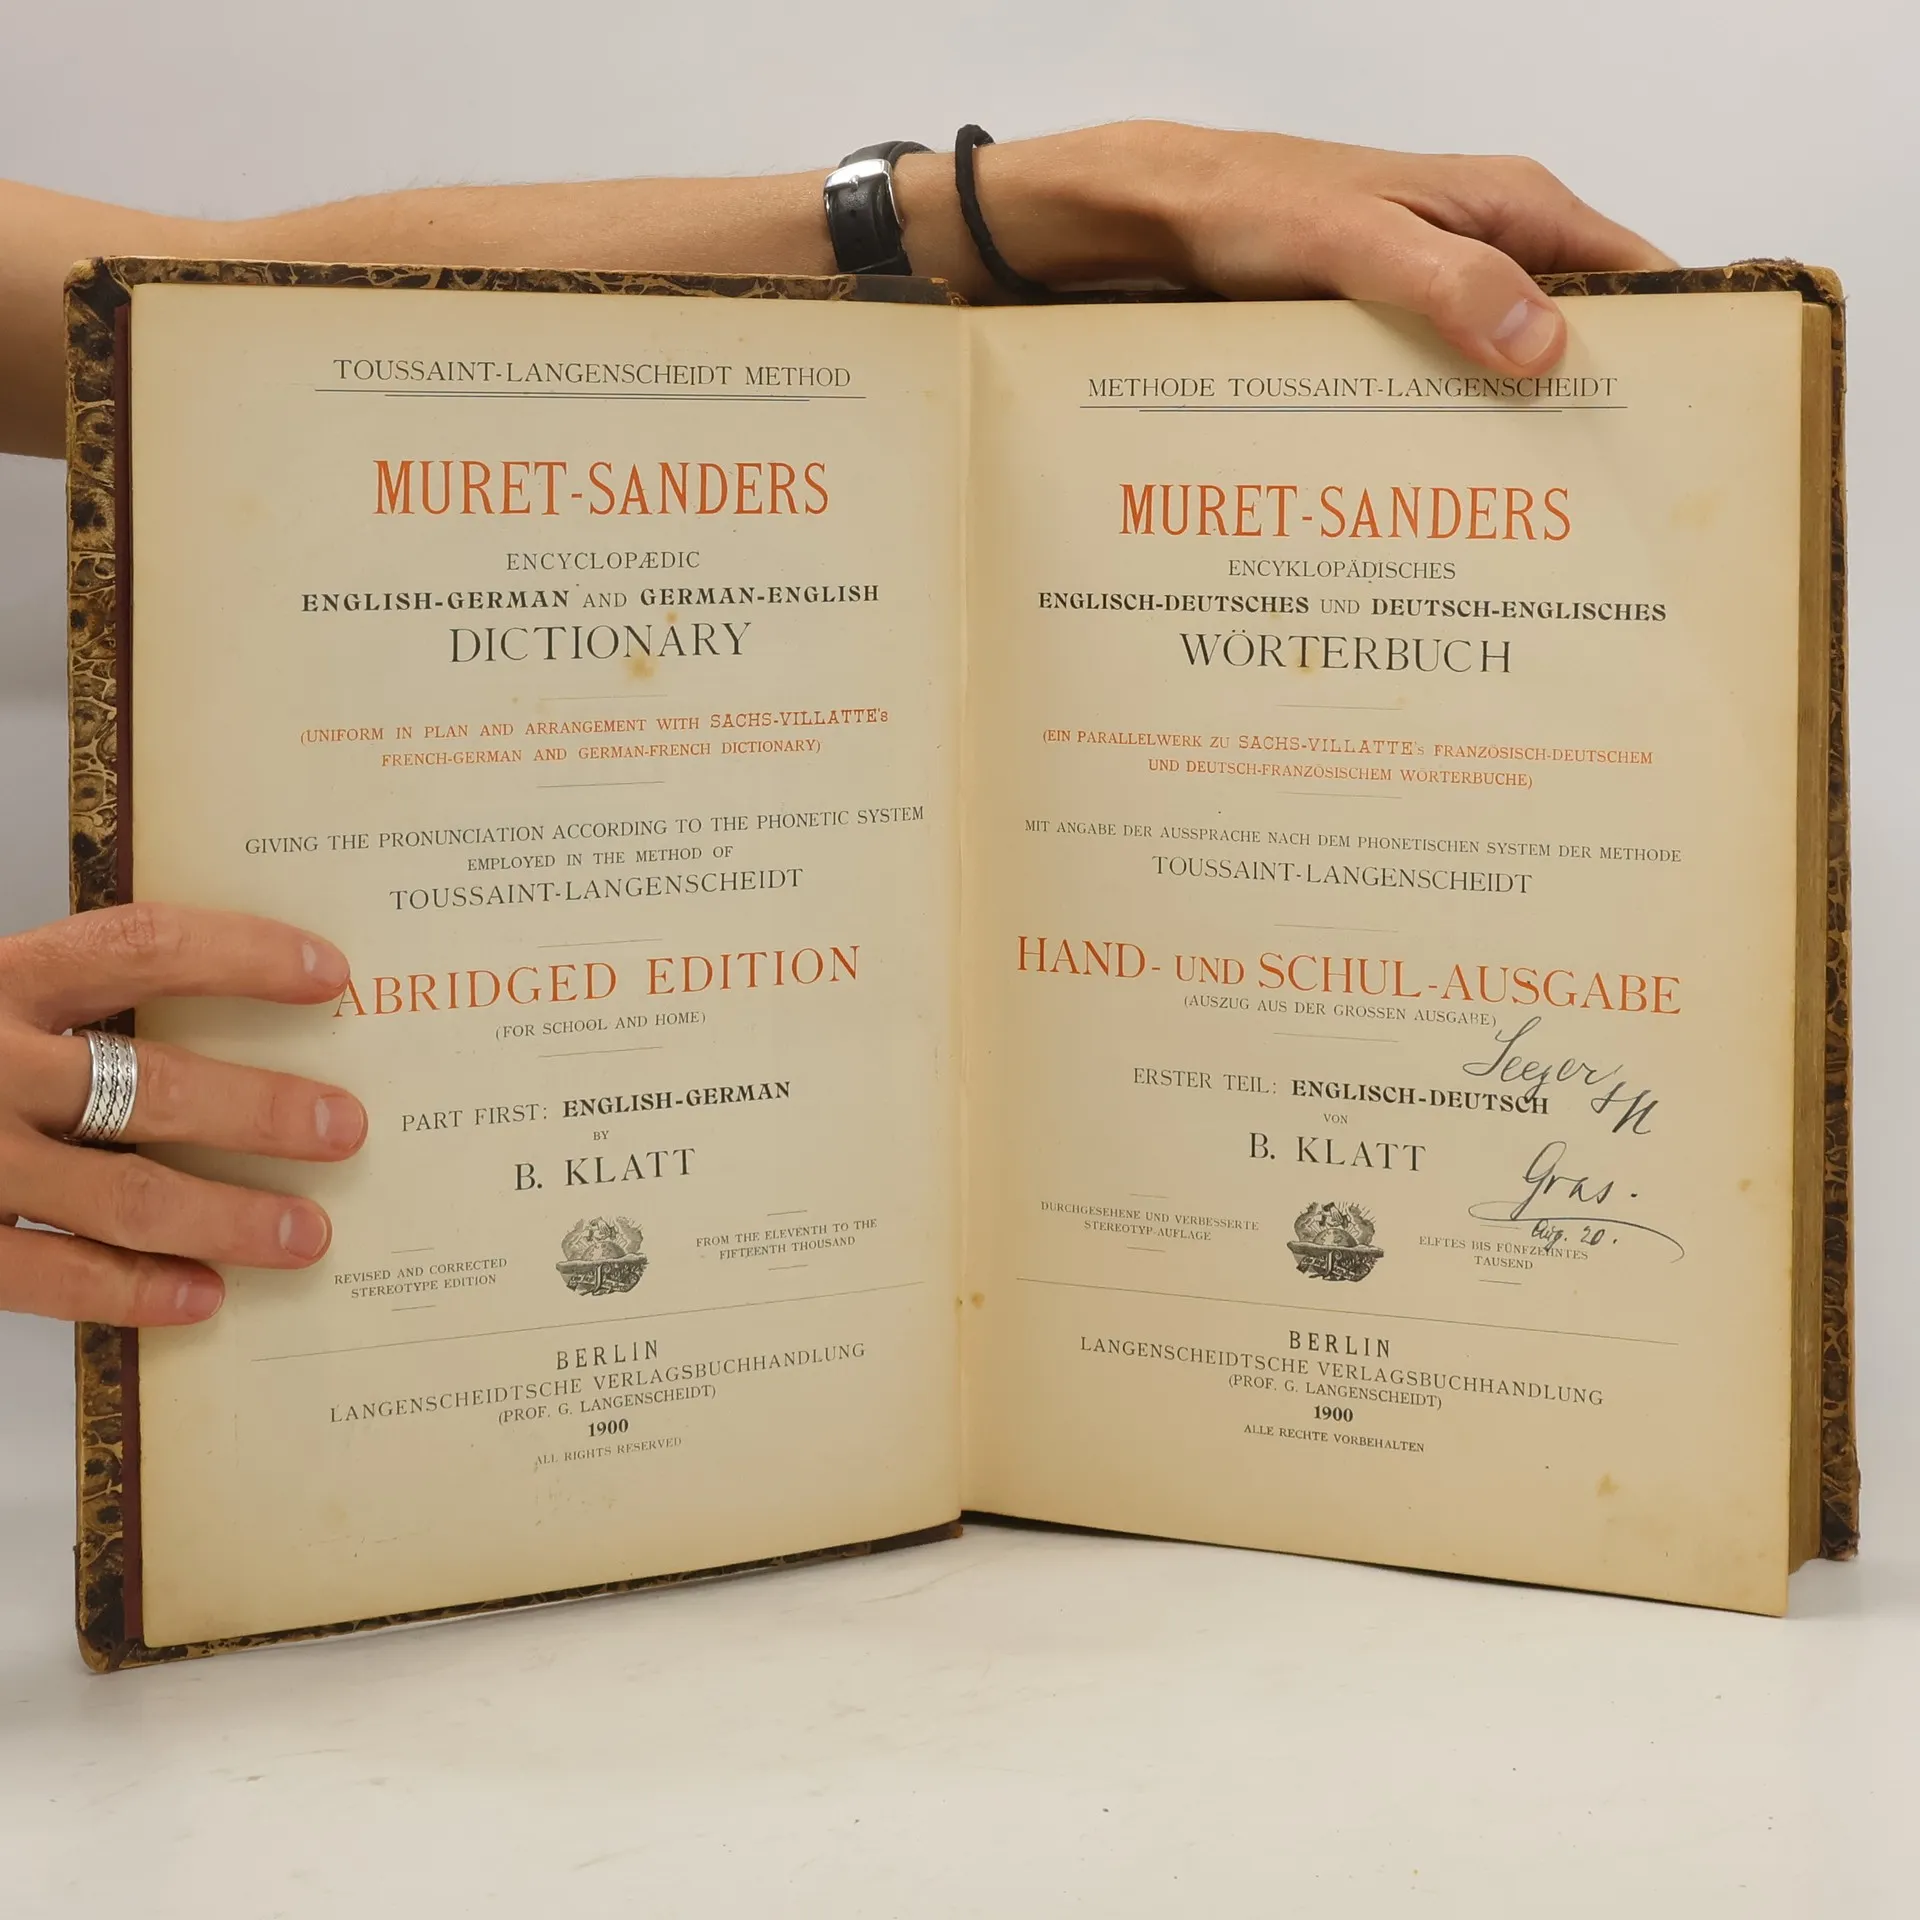 TOUSSAINT-LANGENSCHEIDT METHOD
MURET-SANDERS
ENCYCLOPÆDIC
ENGLISH-GERMAN AND GERMAN-ENGLISH
DICTIONARY
(UNIFORM IN PLAN AND ARRANGEMENT WITH SACHS-VILLATTE's
FRENCH-GERMAN AND GERMAN-FRENCH DICTIONARY)
GIVING THE PRONUNCIATION ACCORDING TO THE PHONETIC SYSTEM
EMPLOYED IN THE METHOD OF
TOUSSAINT-LANGENSCHEIDT
ABRIDGED EDITION
(FOR SCHOOL AND HOME)
PART FIRST: ENGLISH-GERMAN
BY
B. KLATT
REVISED AND CORRECTED
STEREOTYPE EDITION
FROM THE ELEVENTH TO THE
FIFTEENTH THOUSAND
BERLIN
LANGENSCHEIDTSCHE VERLAGSBUCHHANDLUNG
(PROF. G. LANGENSCHEIDT)
1900
ALL RIGHTS RESERVED
METHODE TOUSSAINT-LANGENSCHEIDT
MURET-SANDERS
ENCYKLOPÄDISCHES
ENGLISCH-DEUTSCHES UND DEUTSCH-ENGLISCHES
WÖRTERBUCH
(EIN PARALLELWERK ZU SACHS-VILLATTE's FRANZÖSISCH-DEUTSCHEM
UND DEUTSCH-FRANZÖSISCHEM WÖRTERBUCHE)
MIT ANGABE DER AUSSPRACHE NACH DEM PHONETISCHEN SYSTEM DER METHODE
TOUSSAINT-LANGENSCHEIDT
HAND- UND SCHUL-AUSGABE
(AUSZUG AUS DER GROSSEN AUSGABE)
Seeger
ERSTER TEIL: ENGLISCH-DEUTSCH
VON
B. KLATT
Gras.
Aug. 20.
DURCHGESEHENE UND VERBESSERTE
STEREOTYP-AUFLAGE
ELFTES BIS FÜNFZEHNTES
TAUSEND
BERLIN
LANGENSCHEIDTSCHE VERLAGSBUCHHANDLUNG
(PROF. G. LANGENSCHEIDT)
1900
ALLE RECHTE VORBEHALTEN